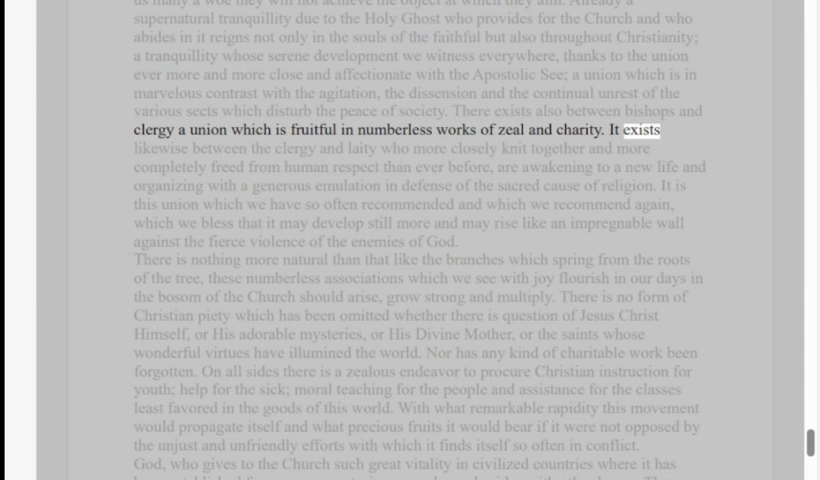 us many a woe they will not achieve the object at which they aim. Already a
supernatural tranquillity due to the Holy Ghost who provides for the Church and who
abides in it reigns not only in the souls of the faithful but also throughout Christianity;
a tranquillity whose serene development we witness everywhere, thanks to the union
ever more and more close and affectionate with the Apostolic See; a union which is in
marvelous contrast with the agitation, the dissension and the continual unrest of the
various sects which disturb the peace of society. There exists also between bishops and
clergy a union which is fruitful in numberless works of zeal and charity. It exists
likewise between the clergy and laity who more closely knit together and more
completely freed from human respect than ever before, are awakening to a new life and
organizing with a generous emulation in defense of the sacred cause of religion. It is
this union which we have so often recommended and which we recommend again,
which we bless that it may develop still more and may rise like an impregnable wall
against the fierce violence of the enemies of God.
There is nothing more natural than that like the branches which spring from the roots
of the tree, these numberless associations which we see with joy flourish in our days in
the bosom of the Church should arise, grow strong and multiply. There is no form of
Christian piety which has been omitted whether there is question of Jesus Christ
Himself, or His adorable mysteries, or His Divine Mother, or the saints whose
wonderful virtues have illumined the world. Nor has any kind of charitable work been
forgotten. On all sides there is a zealous endeavor to procure Christian instruction for
youth; help for the sick; moral teaching for the people and assistance for the classes
least favored in the goods of this world. With what remarkable rapidity this movement
would propagate itself and what precious fruits it would bear if it were not opposed by
the unjust and unfriendly efforts with which it finds itself so often in conflict.
God, who gives to the Church such great vitality in civilized countries where it has